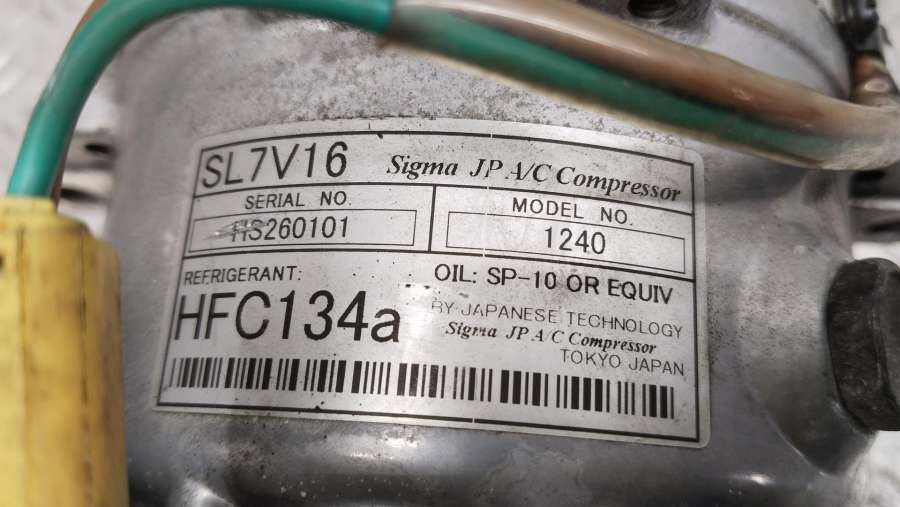 SL7V16 Sigma JP A/C Compressor
SERIAL NO.
HS260101
MODEL NO.
1240
REFRIGERANT:
HFC134a
OIL: SP-10 OR EQUIV
BY JAPANESE TECHNOLOGY
Sigma JP A/C Compressor
TOKYO JAPAN